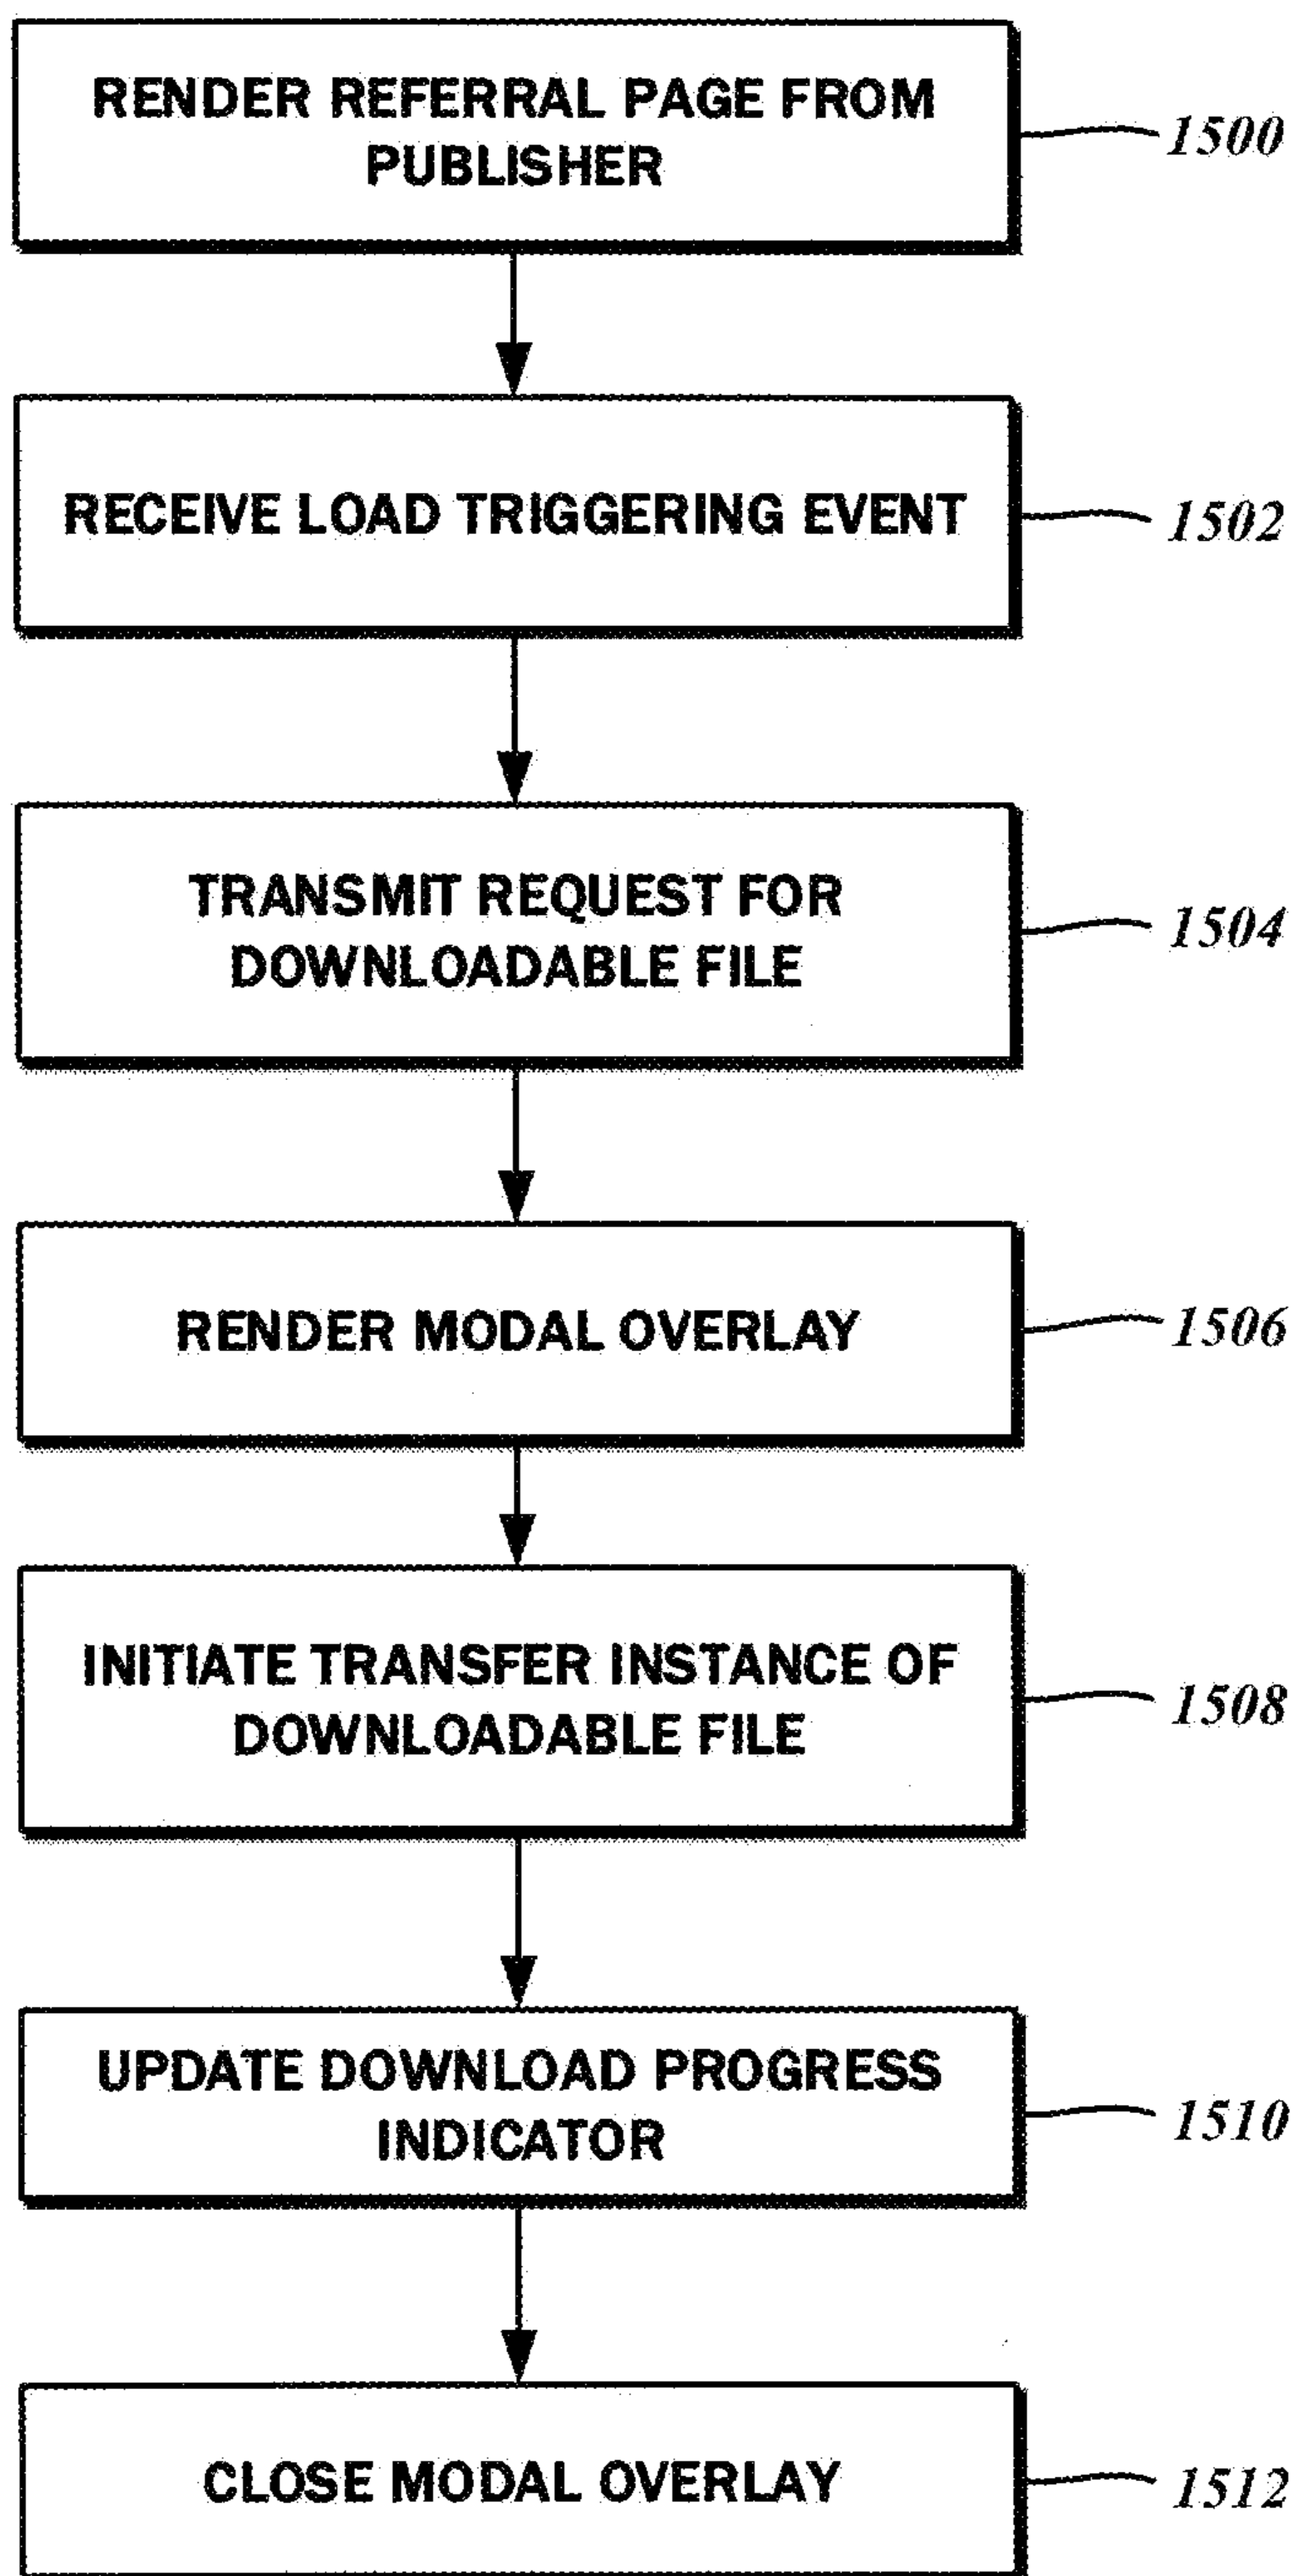 RENDER REFERRAL PAGE FROM
PUBLISHER
1500
RECEIVE LOAD TRIGGERING EVENT
1502
TRANSMIT REQUEST FOR
DOWNLOADABLE FILE
1504
RENDER MODAL OVERLAY
1506
INITIATE TRANSFER INSTANCE OF
DOWNLOADABLE FILE
1508
UPDATE DOWNLOAD PROGRESS
INDICATOR
1510
CLOSE MODAL OVERLAY
1512